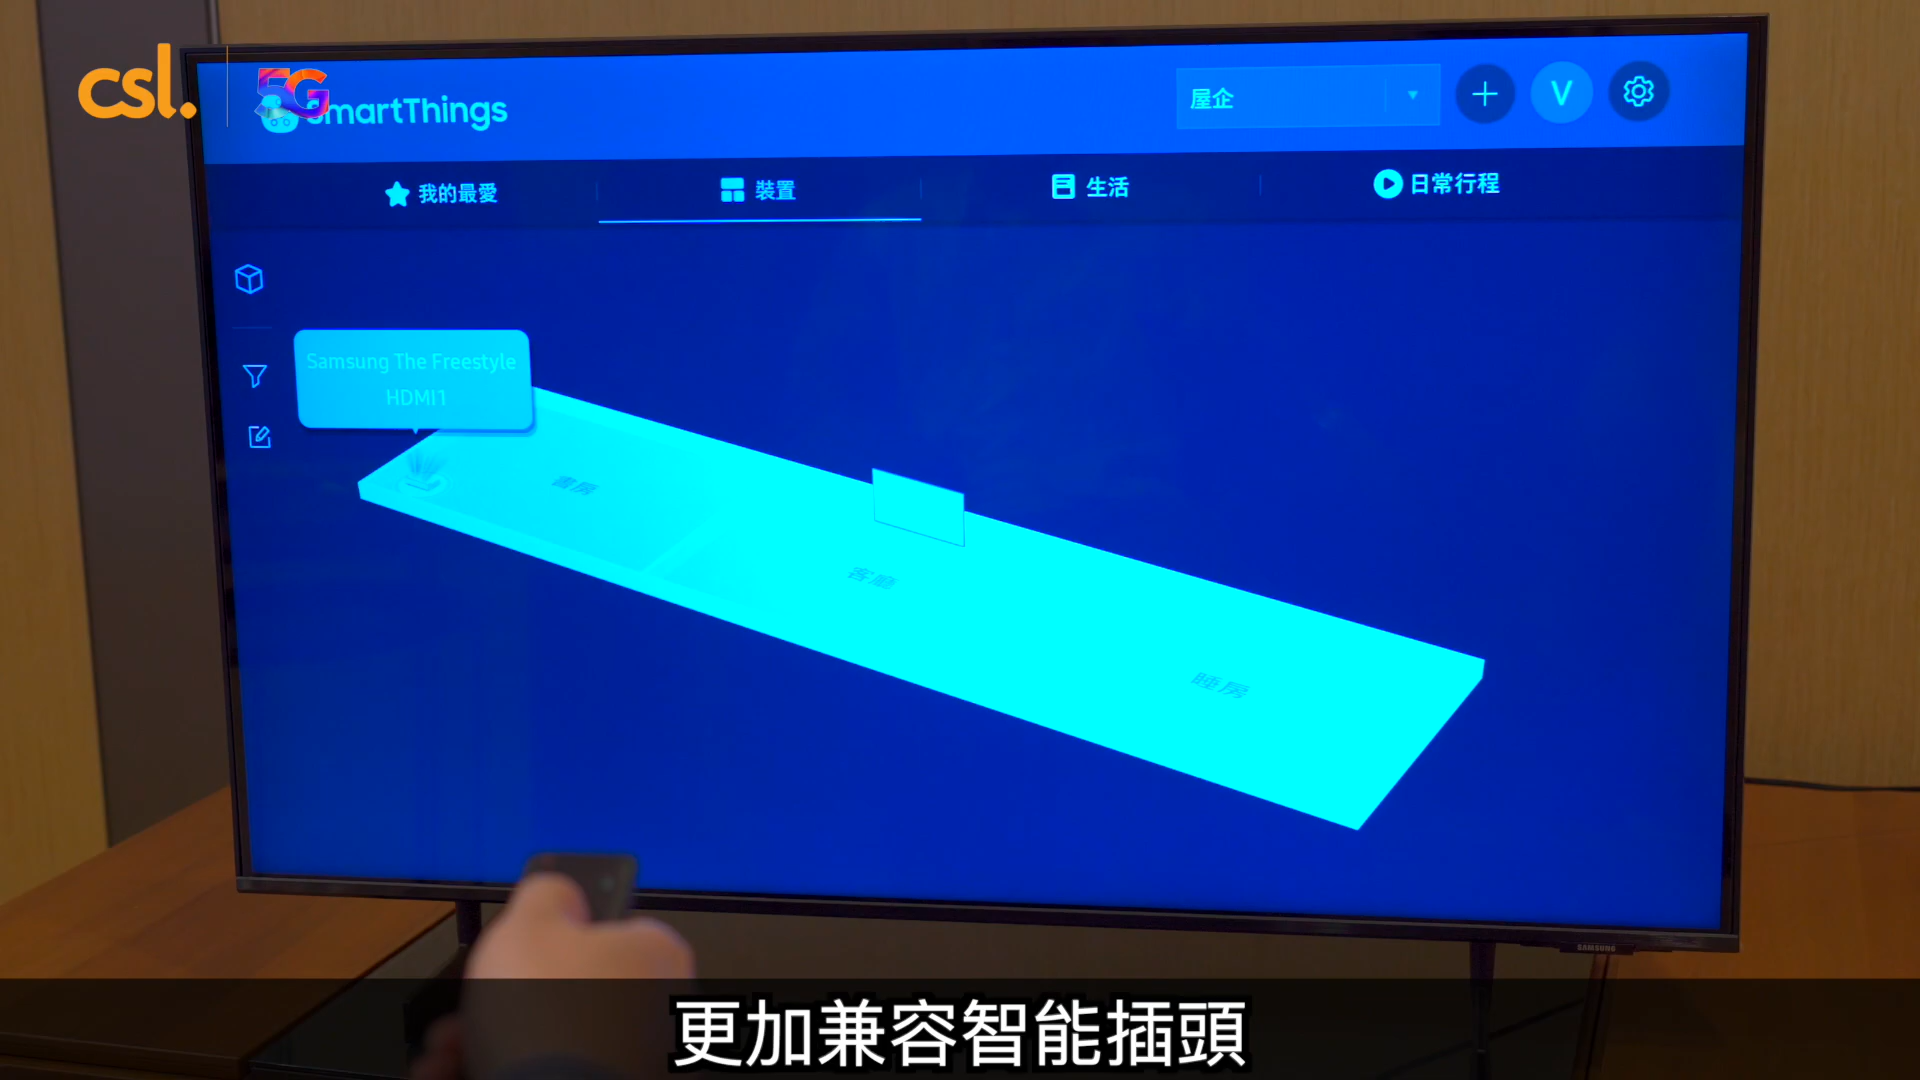 csl. 5G
SmartThings
屋企
V
我的最愛
裝置
生活
日常行程
Samsung The Freestyle
HDMI1
書房
客廳
睡房
SAMSUNG
更加兼容智能插頭